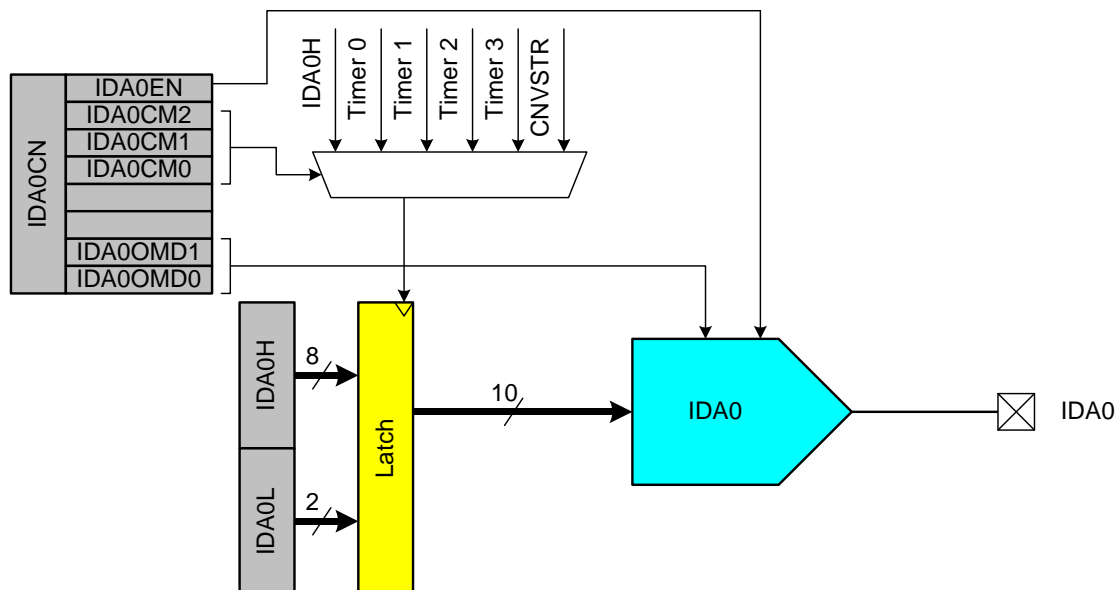 IDA0CN
IDA0EN
IDA0CM2
IDA0CM1
IDA0CM0
IDA0OMD1
IDA0OMD0
IDA0H
Timer 0
Timer 1
Timer 2
Timer 3
CNVSTR
IDA0H
8
IDA0L
2
Latch
10
IDA0
IDA0